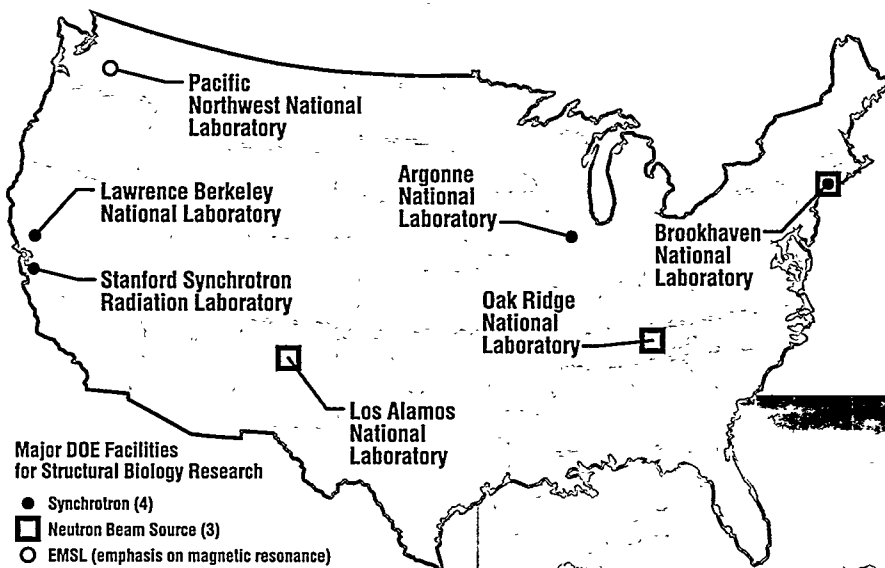 Pacific
Northwest National
Laboratory
Lawrence Berkeley
National Laboratory
Argonne
National
Laboratory
Brookhaven
National
Laboratory
Stanford Synchrotron
Radiation Laboratory
Oak Ridge
National
Laboratory
Los Alamos
National
Laboratory
Major DOE Facilities
for Structural Biology Research
Synchrotron (4)
Neutron Beam Source (3)
EMSL (emphasis on magnetic resonance)